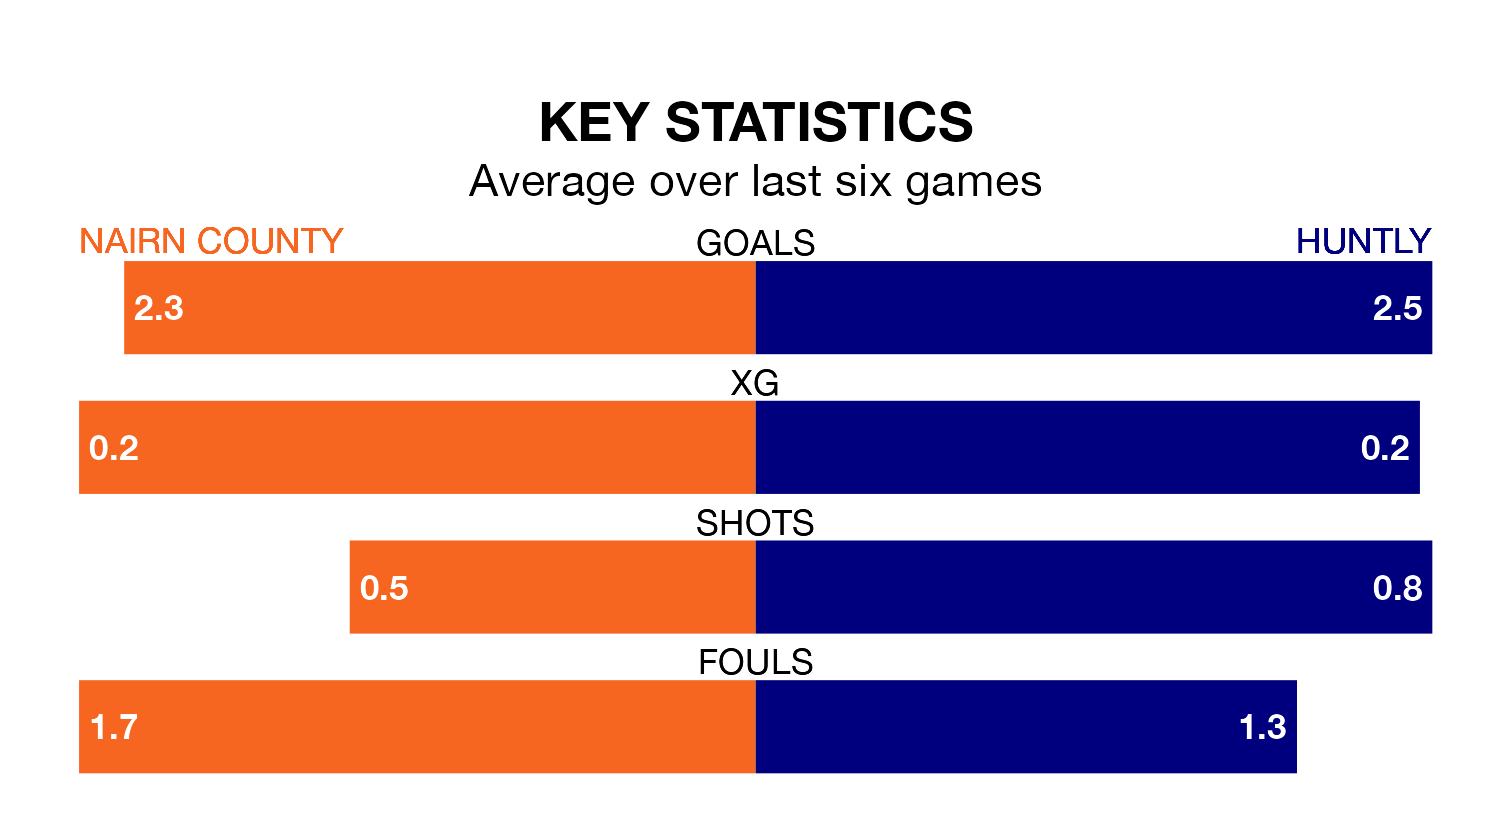 KEY STATISTICS
Average over last six games
NAIRN COUNTY GOALS HUNTLY
2.3 2.5
XG
0.2 0.2
SHOTS
0.5 0.8
FOULS
1.7 1.3